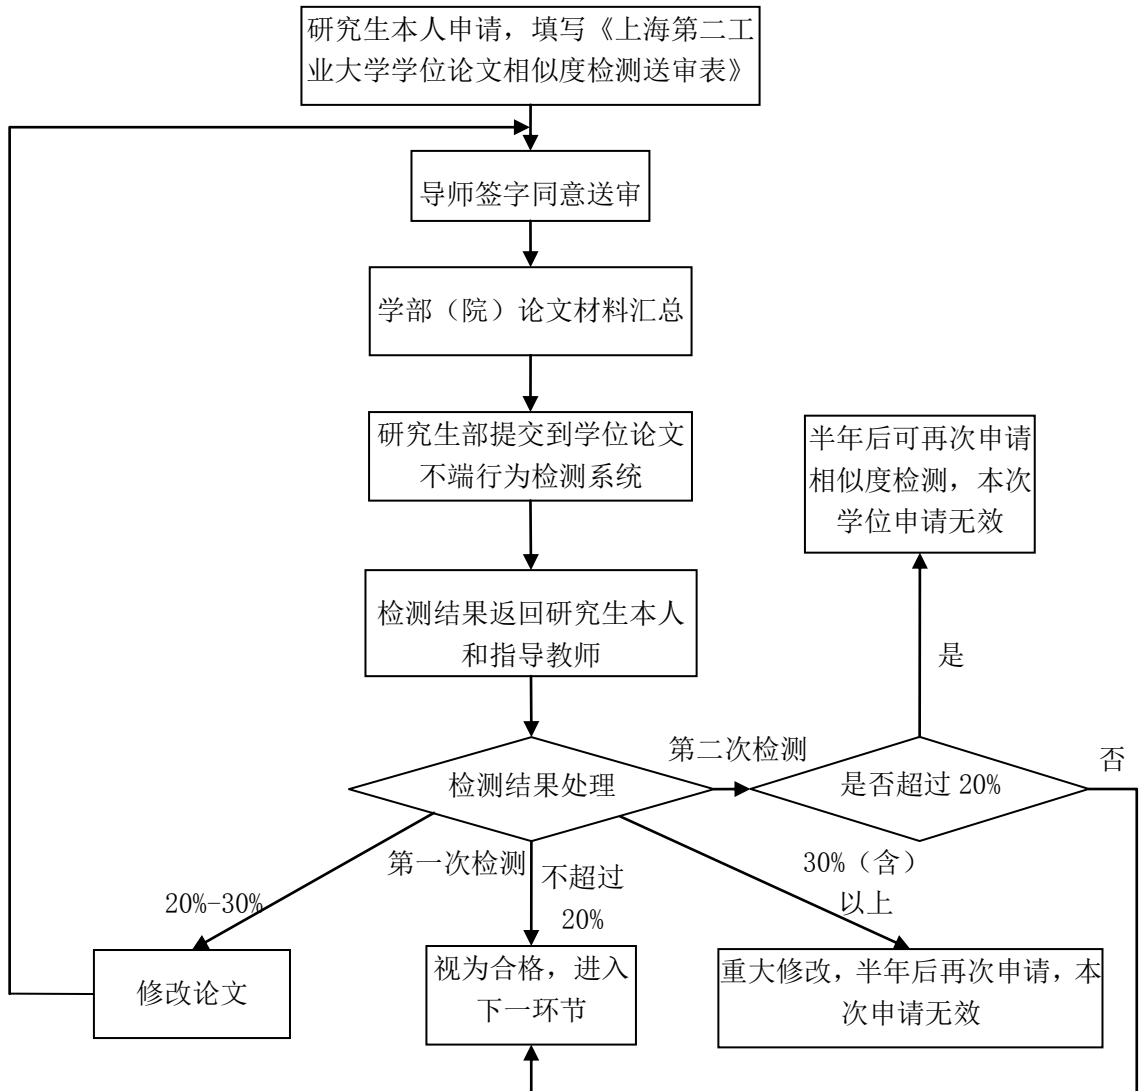 研究生本人申请，填写《上海第二工
业大学学位论文相似度检测送审表》
导师签字同意送审
学部（院）论文材料汇总
研究生部提交到学位论文
不端行为检测系统
半年后可再次申请
相似度检测，本次
学位申请无效
检测结果返回研究生本人
和指导教师
是
第二次检测
否
检测结果处理
是否超过 20%
第一次检测
不超过
20%
30%（含）
以上
20%-30%
修改论文
视为合格，进入
下一环节
重大修改，半年后再次申请，本
次申请无效